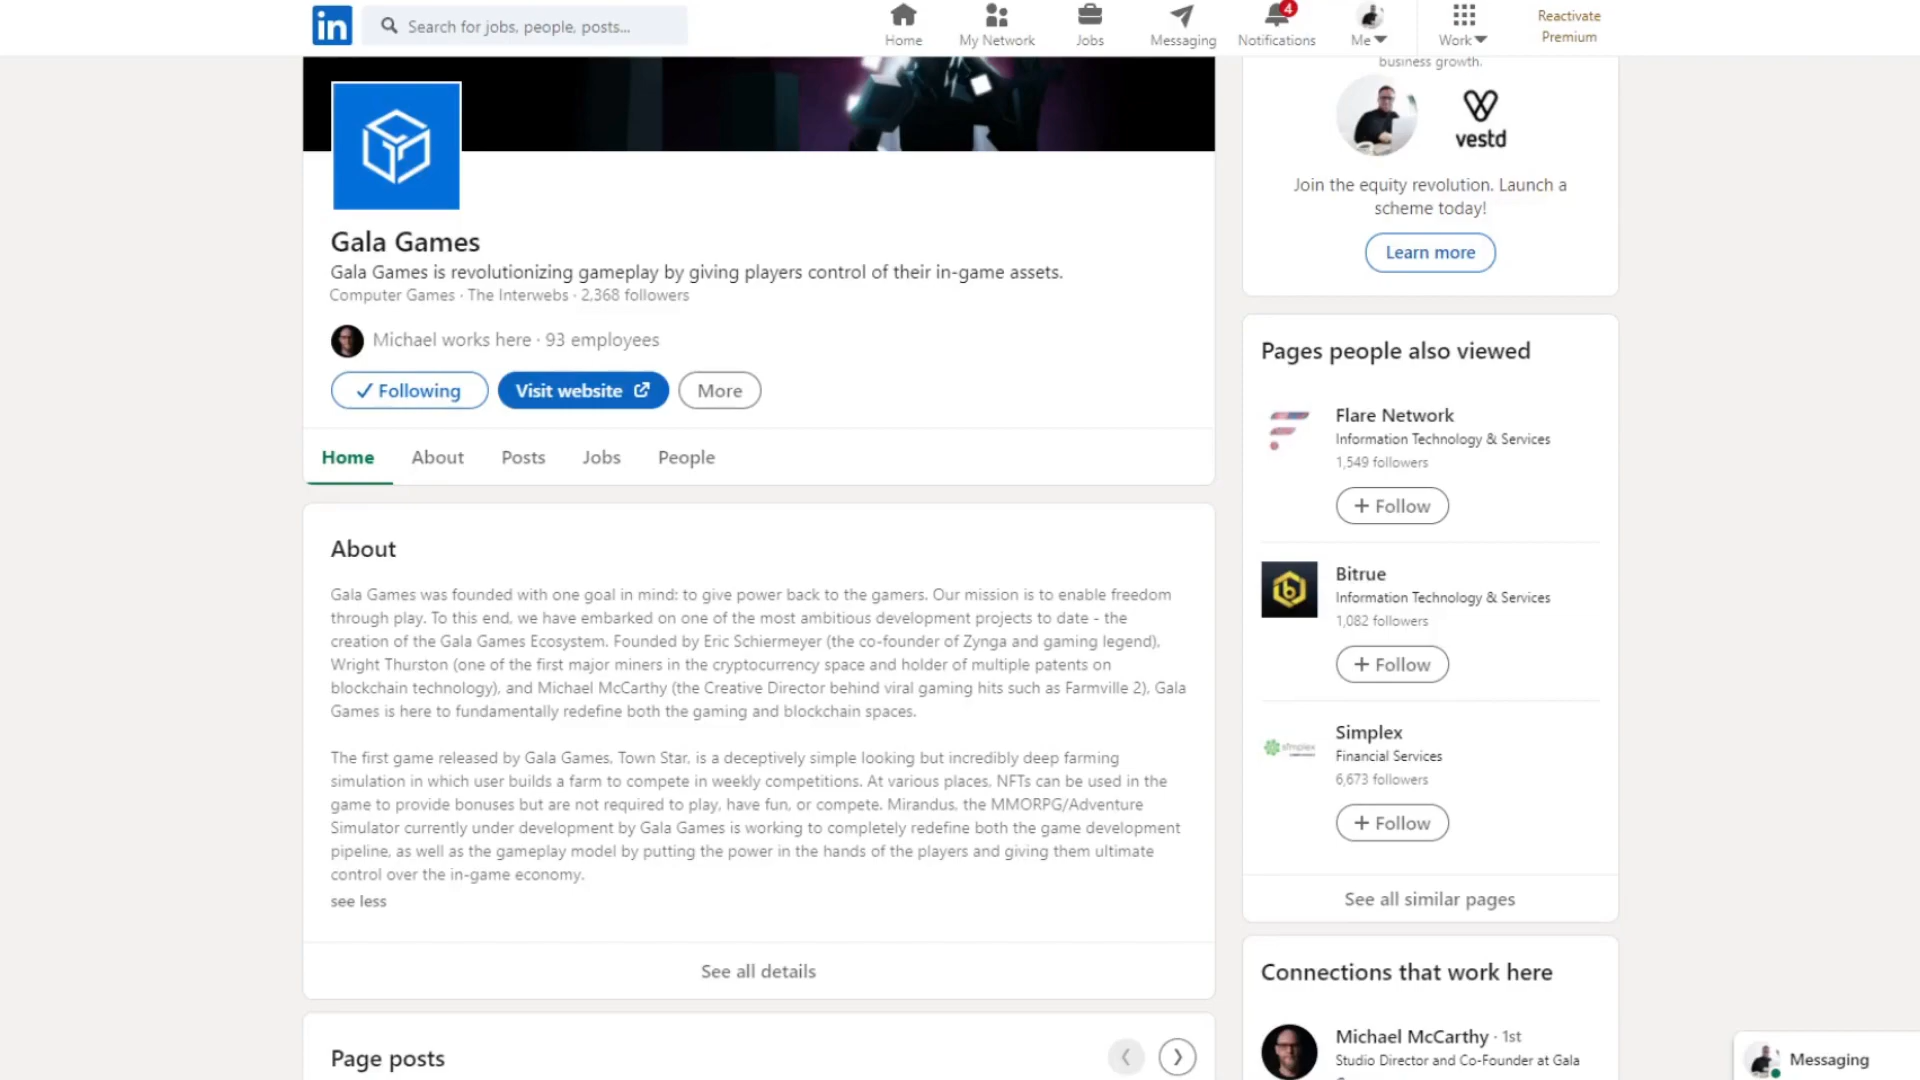 in
Search for jobs, people, posts...
Home
My Network
Jobs
Messaging
4
Notifications
Me
Work
Reactivate
Premium
Gala Games
Gala Games is revolutionizing gameplay by giving players control of their in-game assets.
Computer Games · The Interwebs · 2,368 followers
Michael works here · 93 employees
Following
Visit website
More
Home
About
Posts
Jobs
People
About
Gala Games was founded with one goal in mind: to give power back to the gamers. Our mission is to enable freedom
through play. To this end, we have embarked on one of the most ambitious development projects to date - the
creation of the Gala Games Ecosystem. Founded by Eric Schiermeyer (the co-founder of Zynga and gaming legend),
Wright Thurston (one of the first major miners in the cryptocurrency space and holder of multiple patents on
blockchain technology), and Michael McCarthy (the Creative Director behind viral gaming hits such as Farmville 2), Gala
Games is here to fundamentally redefine both the gaming and blockchain spaces.
The first game released by Gala Games, Town Star, is a deceptively simple looking but incredibly deep farming
simulation in which user builds a farm to compete in weekly competitions. At various places, NFTs can be used in the
game to provide bonuses but are not required to play, have fun, or compete. Mirandus, the MMORPG/Adventure
Simulator currently under development by Gala Games is working to completely redefine both the game development
pipeline, as well as the gameplay model by putting the power in the hands of the players and giving them ultimate
control over the in-game economy.
see less
See all details
Page posts
business growth.
vestd
Join the equity revolution. Launch a
scheme today!
Learn more
Pages people also viewed
Flare Network
Information Technology & Services
1,549 followers
+ Follow
Bitrue
Information Technology & Services
1,082 followers
+ Follow
simplex
Simplex
Financial Services
6,673 followers
+ Follow
See all similar pages
Connections that work here
Michael McCarthy · 1st
Studio Director and Co-Founder at Gala
Messaging